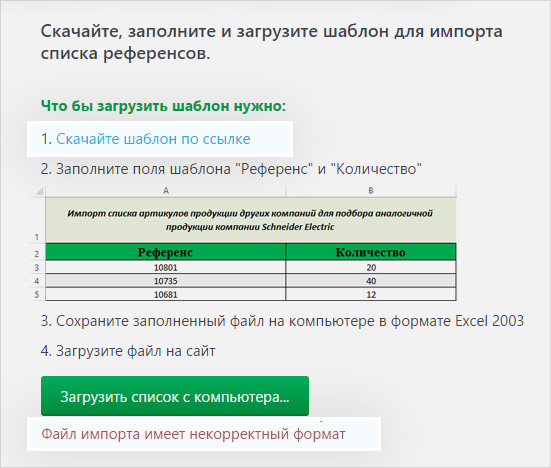 Скачайте, заполните и загрузите шаблон для импорта
списка референсов.
Что бы загрузить шаблон нужно:
1. Скачайте шаблон по ссылке
2. Заполните поля шаблона "Референс" и "Количество"
A B
Импорт списка артикулов продукции других компаний для подбора аналогичной
1 продукции компании Schneider Electric
2 Референс Количество
3 10801 20
4 10735 40
5 10681 12
3. Сохраните заполненный файл на компьютере в формате Excel 2003
4. Загрузите файл на сайт
Загрузить список с компьютера...
Файл импорта имеет некорректный формат